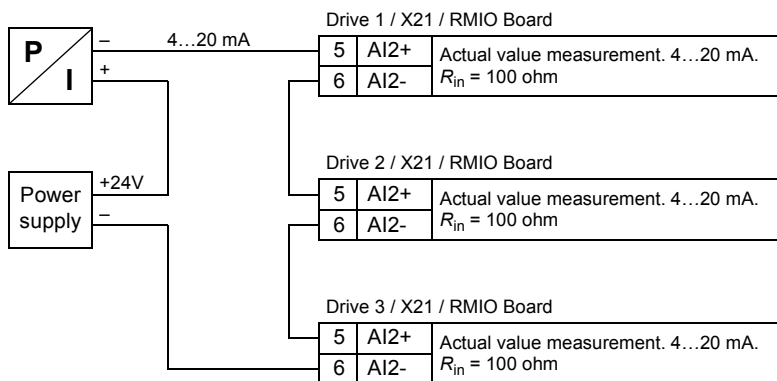 Drive 1 / X21 / RMIO Board
P
I
–
+
4…20 mA
5 AI2+
6 AI2-
Actual value measurement. 4…20 mA.
Rin = 100 ohm
Drive 2 / X21 / RMIO Board
Power
supply
+24V
–
5 AI2+
6 AI2-
Actual value measurement. 4…20 mA.
Rin = 100 ohm
Drive 3 / X21 / RMIO Board
5 AI2+
6 AI2-
Actual value measurement. 4…20 mA.
Rin = 100 ohm